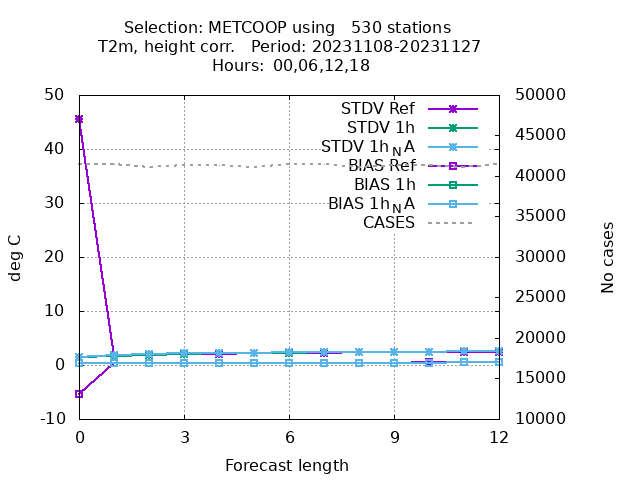 Selection: METCOOP using   530 stations
T2m, height corr.   Period: 20231108-20231127
Hours:  00,06,12,18
50 50000
STDV Ref
45000
STDV 1h
40 STDV 1h_N A
BIAS Ref
40000
BIAS 1h
30 35000
BIAS 1h_N A
CASES
deg C
No cases
20 30000
10 25000
20000
0 15000
-10 10000
0 3 6 9 12
Forecast length